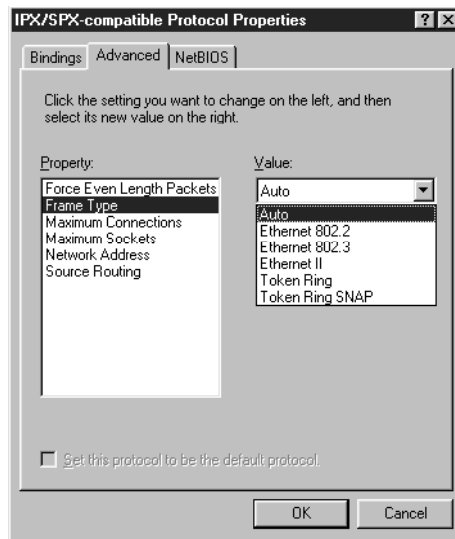 IPX/SPX-compatible Protocol Properties
Bindings
Advanced
NetBIOS
Click the setting you want to change on the left, and then
select its new value on the right.
Property:
Force Even Length Packets
Frame Type
Maximum Connections
Maximum Sockets
Network Address
Source Routing
Value:
Auto
Auto
Ethernet 802.2
Ethernet 802.3
Ethernet II
Token Ring
Token Ring SNAP
Set this protocol to be the default protocol.
OK
Cancel